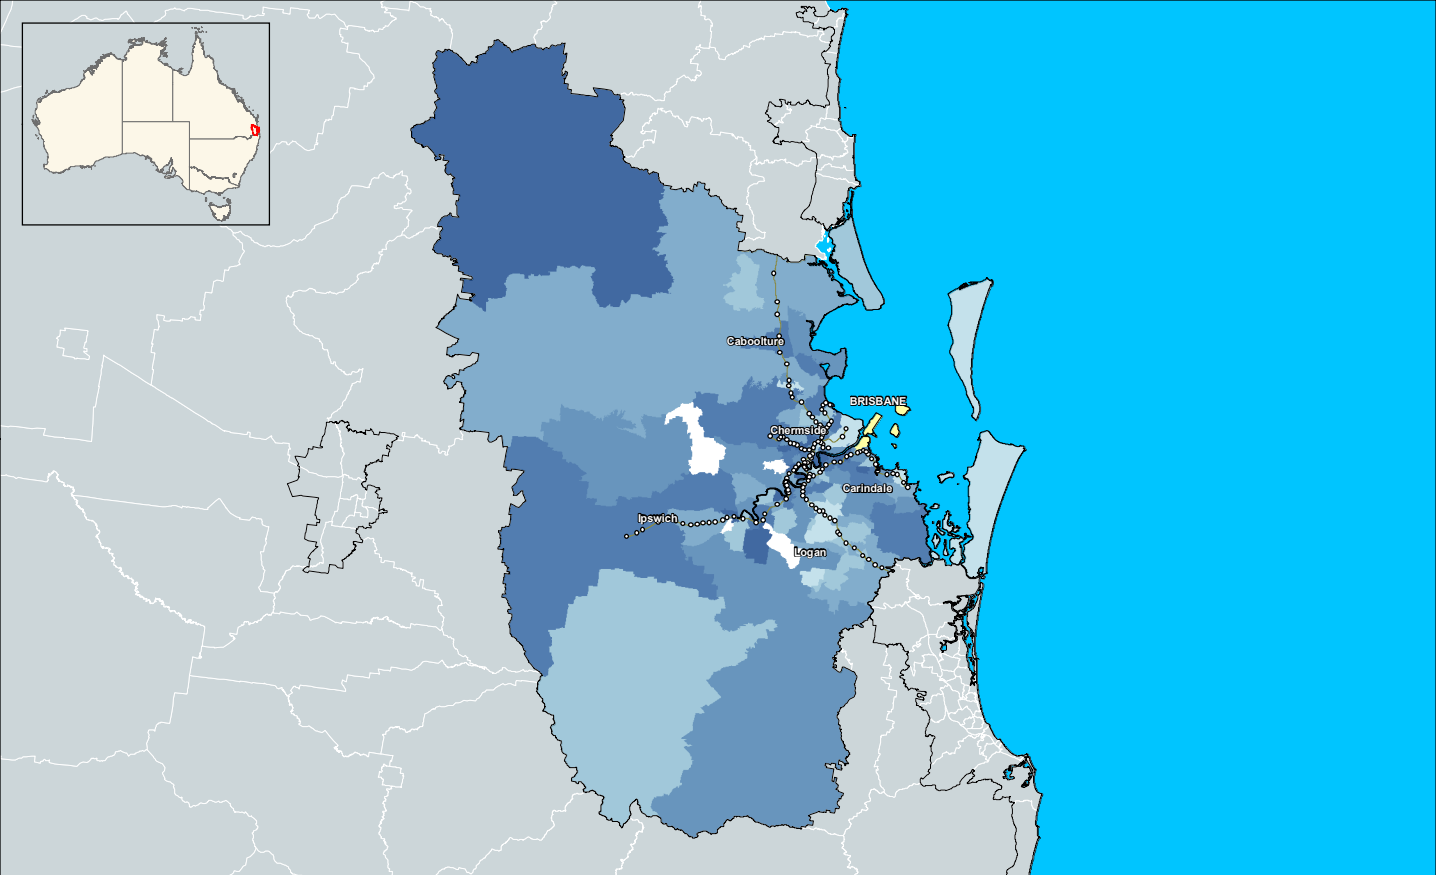 Caboolture
BRISBANE
Chermside
Carindale
Ipswich
Logan